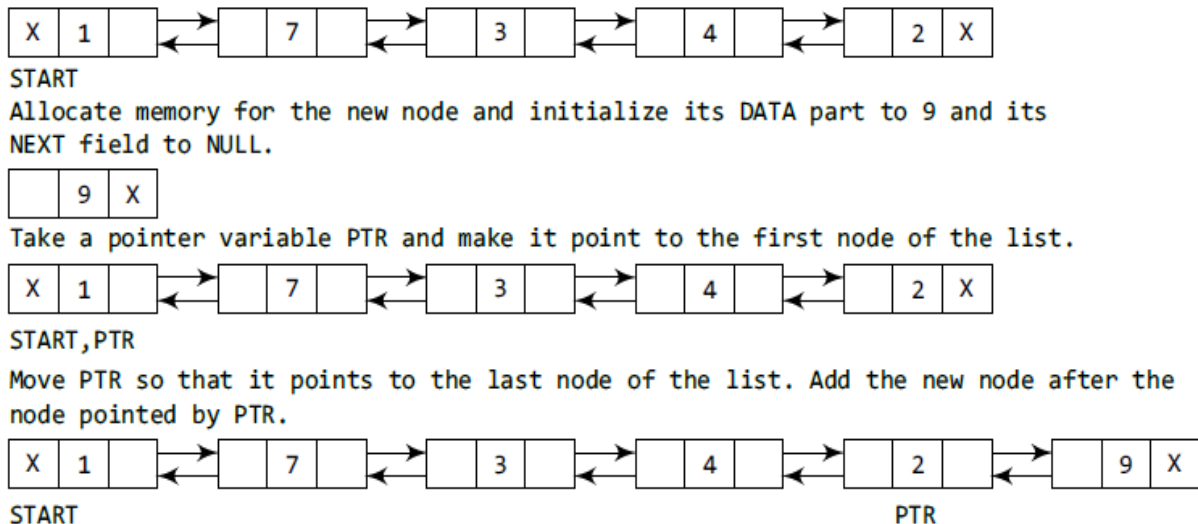 X 1 7 3 4 2 X
START
Allocate memory for the new node and initialize its DATA part to 9 and its
NEXT field to NULL.
9 X
Take a pointer variable PTR and make it point to the first node of the list.
X 1 7 3 4 2 X
START,PTR
Move PTR so that it points to the last node of the list. Add the new node after the
node pointed by PTR.
X 1 7 3 4 2 9 X
START PTR